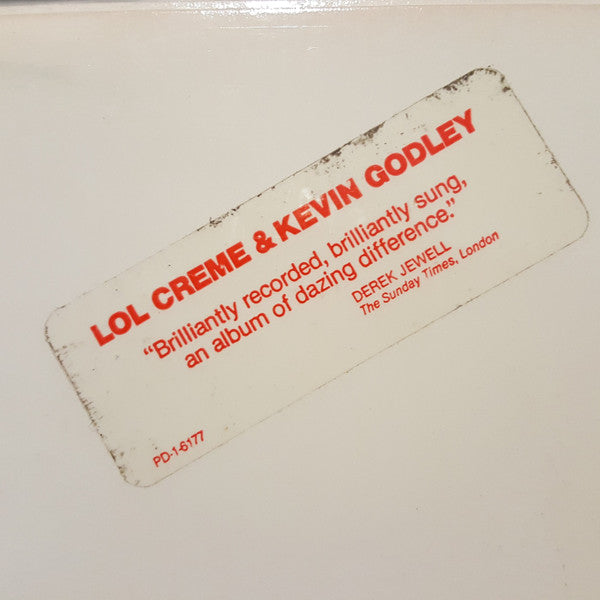 LOL CREME & KEVIN GODLEY
“Brilliantly recorded, brilliantly sung,
an album of dazing difference.”
DEREK JEWELL
The Sunday Times, London
PD-1-6177